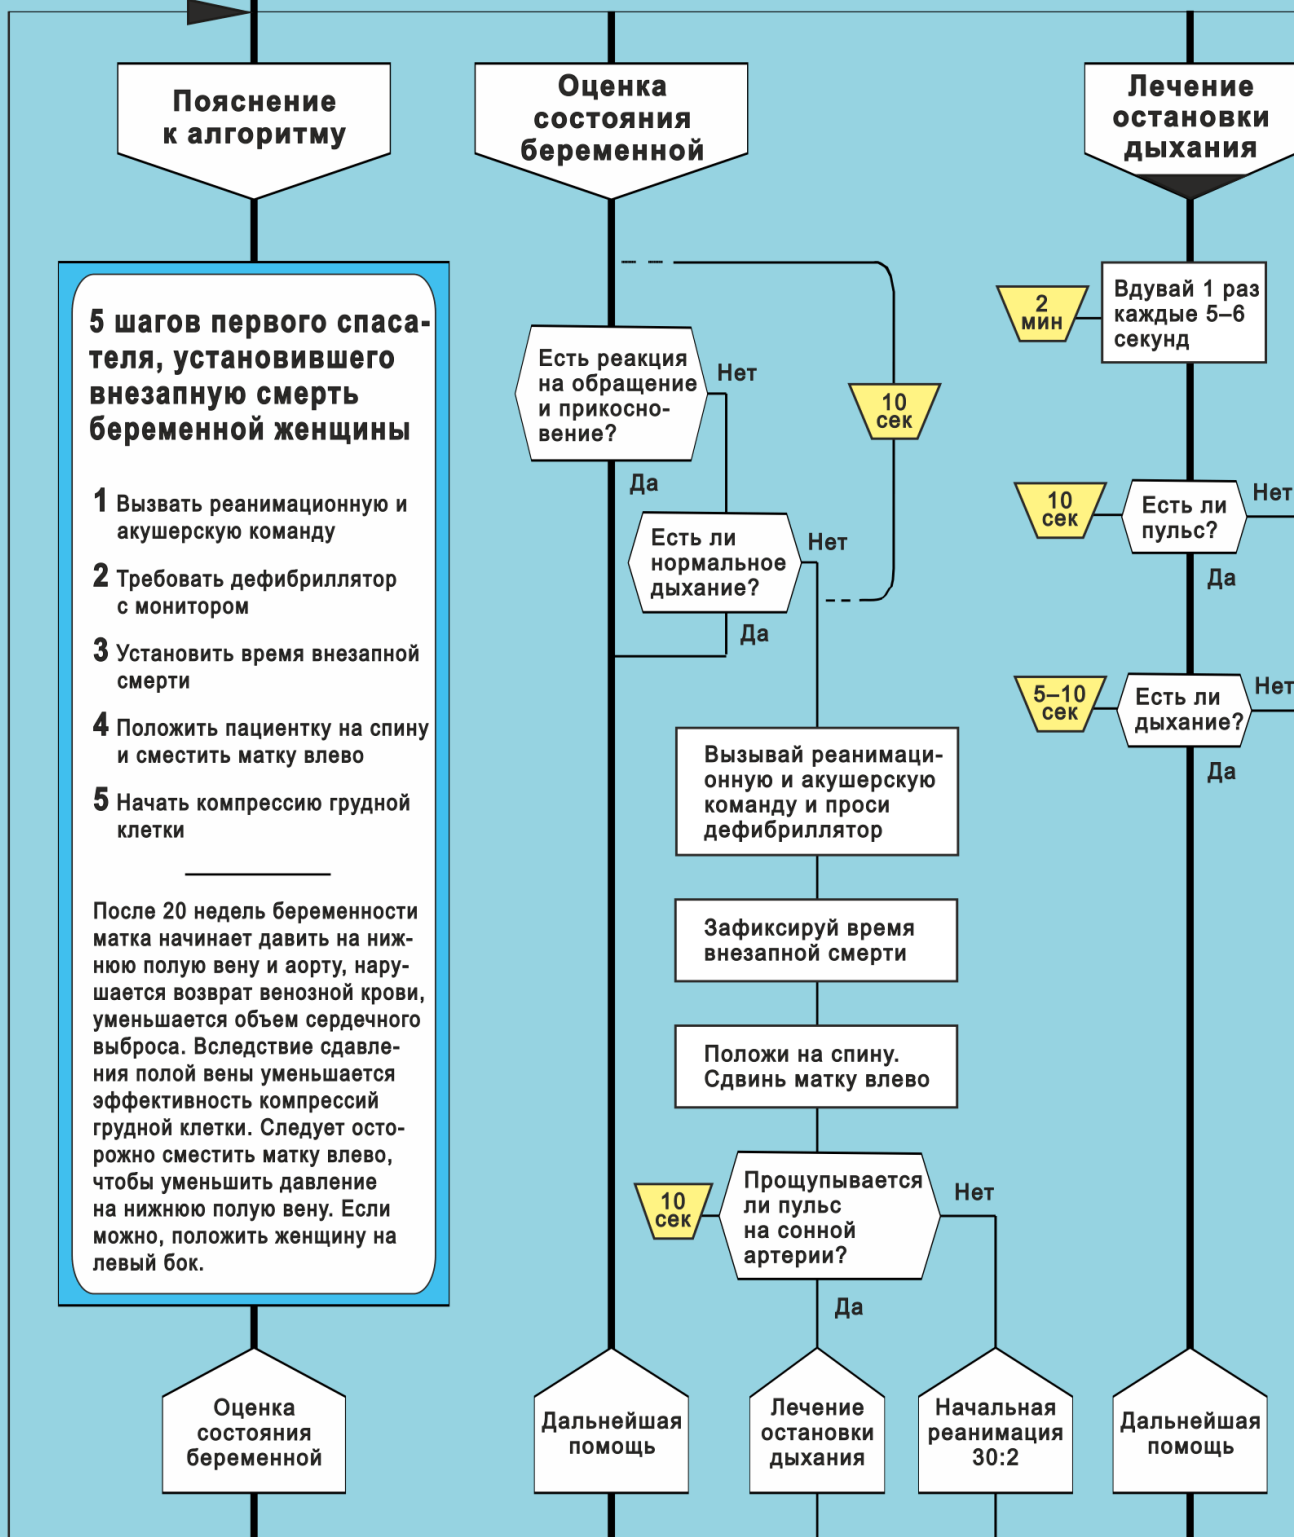 Пояснение
к алгоритму
5 шагов первого спаса-
теля, установившего
внезапную смерть
беременной женщины
1 Вызвать реанимационную и
акушерскую команду
2 Требовать дефибриллятор
с монитором
3 Установить время внезапной
смерти
4 Положить пациентку на спину
и сместить матку влево
5 Начать компрессию грудной
клетки
После 20 недель беременности
матка начинает давить на ниж-
нюю полую вену и аорту, нару-
шается возврат венозной крови,
уменьшается объем сердечного
выброса. Вследствие сдавле-
ния полой вены уменьшается
эффективность компрессий
грудной клетки. Следует осто-
рожно сместить матку влево,
чтобы уменьшить давление
на нижнюю полую вену. Если
можно, положить женщину на
левый бок.
Оценка
состояния
беременной
Оценка
состояния
беременной
Есть реакция
на обращение
и прикосно-
вение?
Нет
Да
10
сек
Есть ли
нормальное
дыхание?
Нет
Да
Вызывай реанимаци-
онную и акушерскую
команду и проси
дефибриллятор
Зафиксируй время
внезапной смерти
Положи на спину.
Сдвинь матку влево
10
сек
Прощупывается
ли пульс
на сонной
артерии?
Нет
Да
Дальнейшая
помощь
Лечение
остановки
дыхания
Начальная
реанимация
30:2
Лечение
остановки
дыхания
2
мин
Вдувай 1 раз
каждые 5–6
секунд
10
сек
Есть ли
пульс?
Нет
Да
5–10
сек
Есть ли
дыхание?
Нет
Да
Дальнейшая
помощь